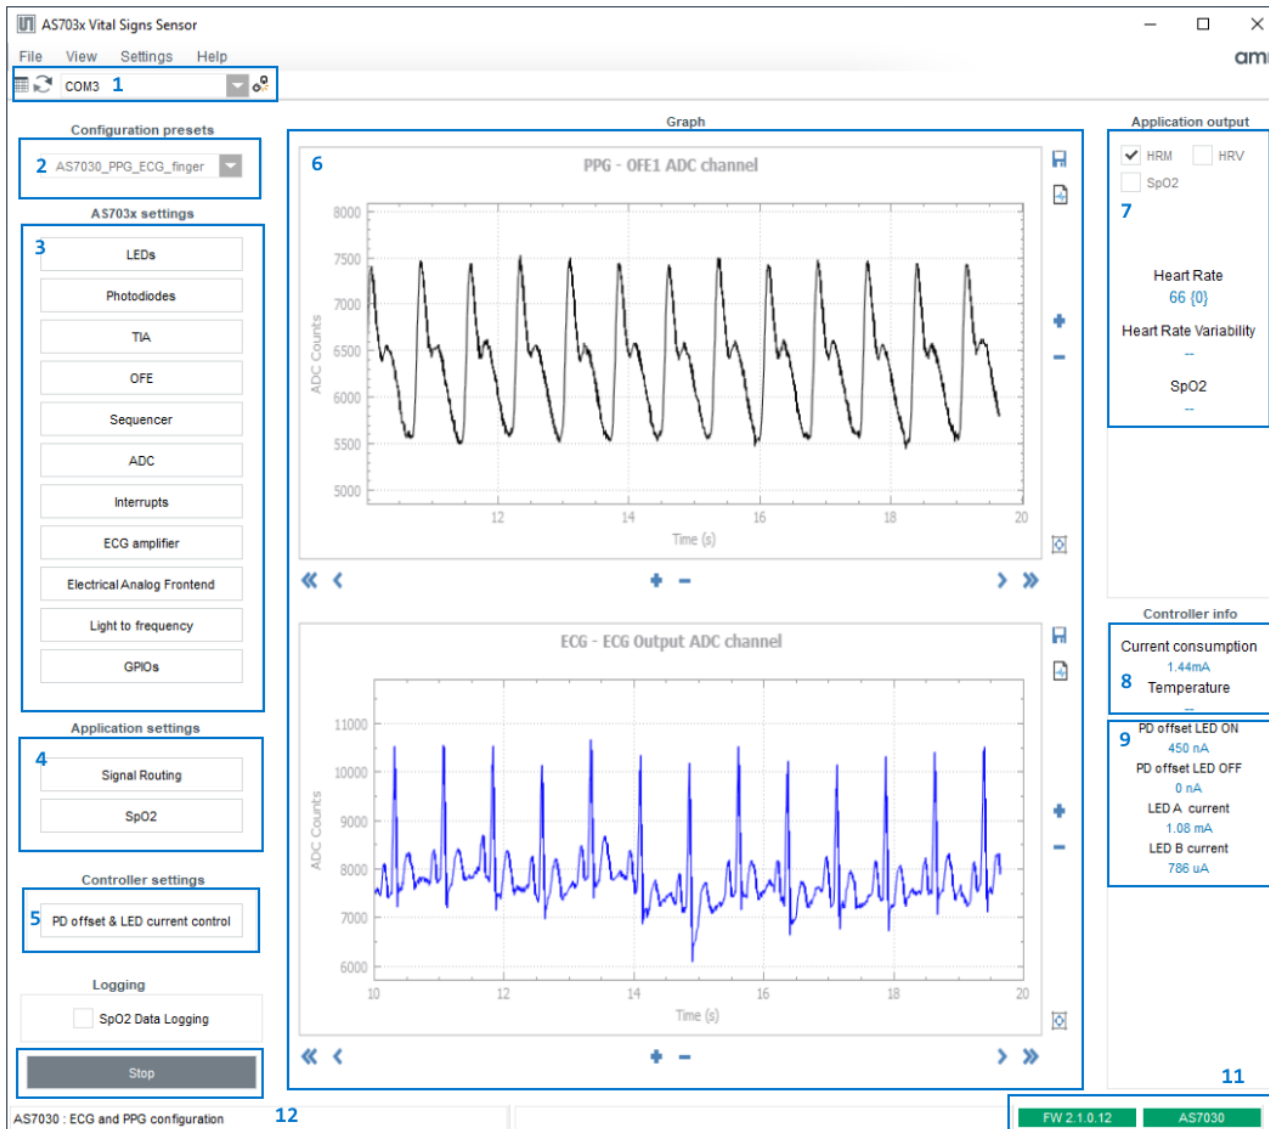 AS703x Vital Signs Sensor
File View Settings Help
am
COM3 1
Configuration presets
2 AS7030_PPG_ECG_finger
AS703x settings
3
LEDs
Photodiodes
TIA
OFE
Sequencer
ADC
Interrupts
ECG amplifier
Electrical Analog Frontend
Light to frequency
GPIOs
Application settings
4
Signal Routing
SpO2
Controller settings
5 PD offset & LED current control
Logging
SpO2 Data Logging
Stop
Graph
6
PPG - OFE1 ADC channel
8000
7500
7000
6500
6000
5500
5000
ADC Counts
12 14 16 18 20
Time (s)
ECG - ECG Output ADC channel
11000
10000
9000
8000
7000
6000
ADC Counts
10 12 14 16 18 20
Time (s)
Application output
HRM HRV
SpO2
7
Heart Rate
66 {0}
Heart Rate Variability
--
SpO2
--
Controller info
Current consumption
1.44mA
8 Temperature
--
9 PD offset LED ON
450 nA
PD offset LED OFF
0 nA
LED A current
1.08 mA
LED B current
786 uA
11
AS7030 : ECG and PPG configuration 12
FW 2.1.0.12 AS7030